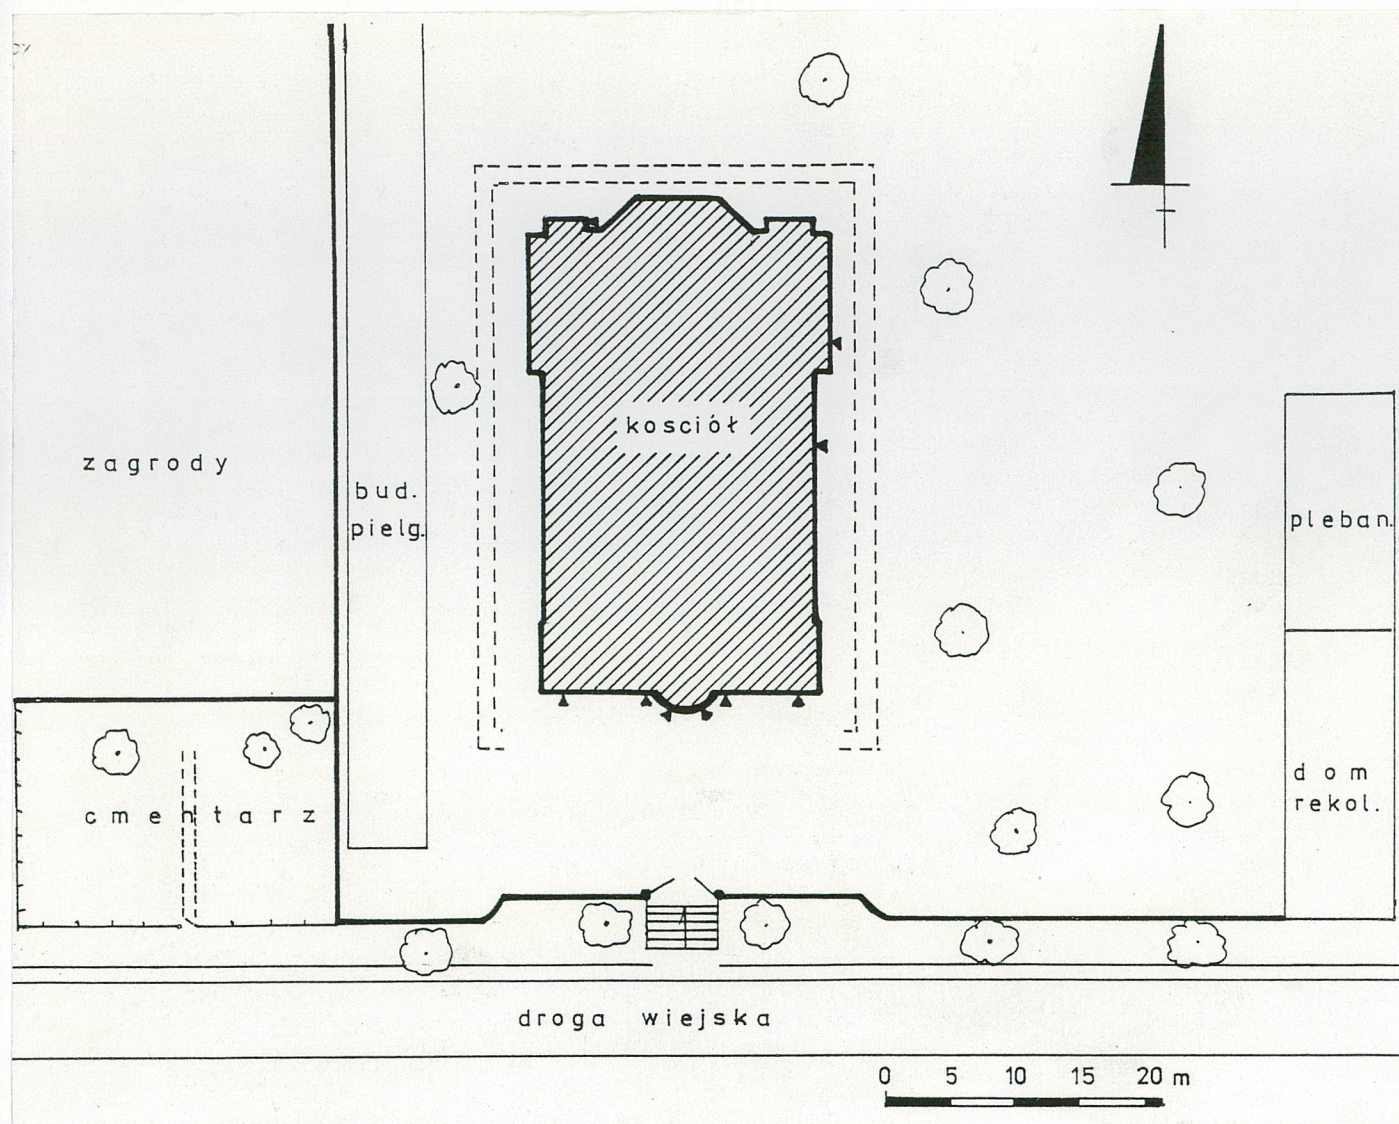 kosciół
zagrody
bud.
pielg.
pleban.
dom
rekol.
cmentarz
droga wiejska
0 5 10 15 20 m